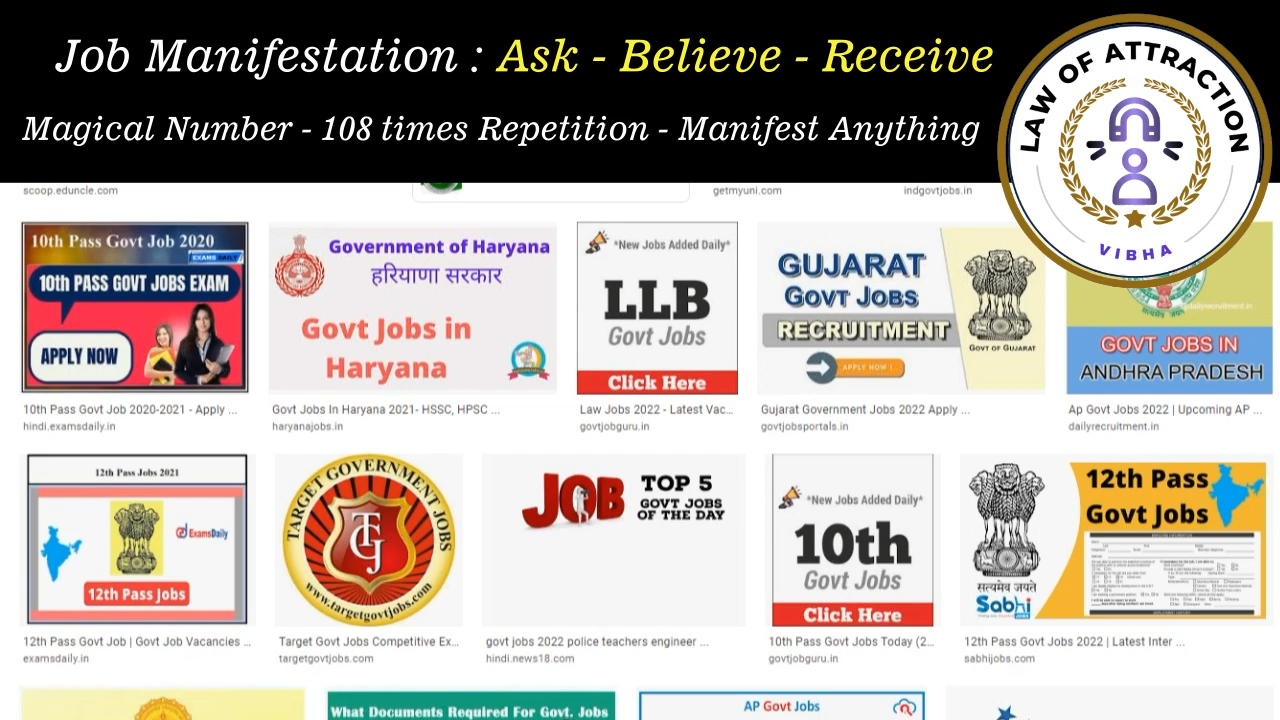 Job Manifestation : Ask - Believe - Receive
Magical Number - 108 times Repetition - Manifest Anything
LAW OF ATTRACTION
VIBHA
scoop.eduncle.com
getmyuni.com
indgovtjobs.in
10th Pass Govt Job 2020
EXAMS DAILY
10th PASS GOVT JOBS EXAM
APPLY NOW
Government of Haryana
हरियाणा सरकार
Govt Jobs in
Haryana
*New Jobs Added Daily*
LLB
Govt Jobs
Click Here
GUJARAT
GOVT JOBS
RECRUITMENT
APPLY NOW !
GOVT OF GUJARAT
dailyrecruitment.in
GOVT JOBS IN
ANDHRA PRADESH
10th Pass Govt Job 2020-2021 - Apply ...
hindi.examsdaily.in
Govt Jobs In Haryana 2021- HSSC, HPSC ...
haryanajobs.in
Law Jobs 2022 - Latest Vac...
govtjobguru.in
Gujarat Government Jobs 2022 Apply ...
govtjobsportals.in
Ap Govt Jobs 2022 | Upcoming AP ...
dailyrecruitment.in
12th Pass Jobs 2021
ExamsDaily
12th Pass Jobs
TARGET GOVERNMENT JOBS
TGJ
www.targetgovtjobs.com
JOB
TOP 5
GOVT JOBS
OF THE DAY
*New Jobs Added Daily*
10th
Govt Jobs
Click Here
सत्यमेव जयते
Sabhi
12th Pass
Govt Jobs
12th Pass Govt Job | Govt Job Vacancies ...
examsdaily.in
Target Govt Jobs Competitive Ex...
targetgovtjobs.com
govt jobs 2022 police teachers engineer ...
hindi.news18.com
10th Pass Govt Jobs Today (2...
govtjobguru.in
12th Pass Govt Jobs 2022 | Latest Inter ...
sabhijobs.com
What Documents Required For Govt. Jobs
AP Govt Jobs